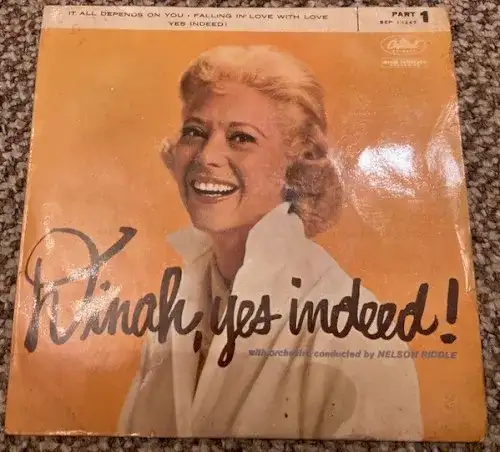 IT ALL DEPENDS ON YOU • FALLING IN LOVE WITH LOVE
YES INDEED!
PART 1
Capitol
Dinah, yes indeed!
with orchestra conducted by NELSON RIDDLE